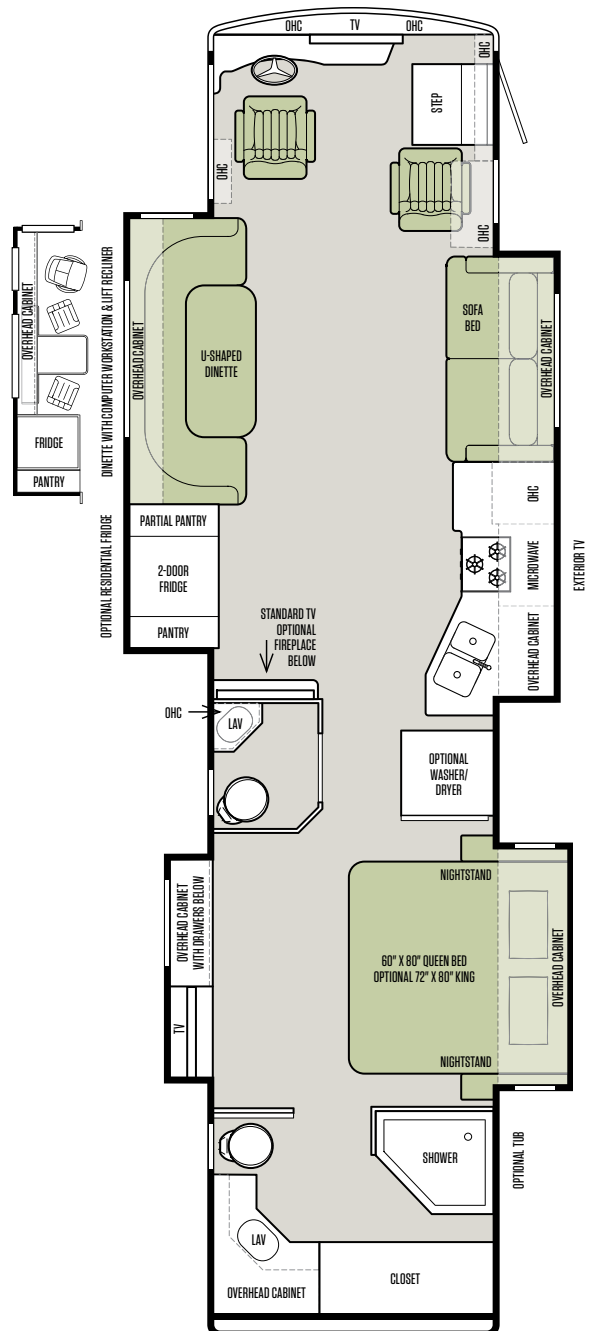 OHC
TV
OHC
OHC
STEP
OHC
OHC
OVERHEAD CABINET
FRIDGE
PANTRY
DINETTE WITH COMPUTER WORKSTATION & LIFT RECLINER
OVERHEAD CABINET
U-SHAPED
DINETTE
SOFA
BED
OVERHEAD CABINET
OPTIONAL RESIDENTIAL FRIDGE
PARTIAL PANTRY
2-DOOR
FRIDGE
PANTRY
OHC
MICROWAVE
EXTERIOR TV
OVERHEAD CABINET
STANDARD TV
OPTIONAL
FIREPLACE
BELOW
OHC
LAV
OPTIONAL
WASHER/
DRYER
OVERHEAD CABINET
WITH DRAWERS BELOW
TV
NIGHTSTAND
60" X 80" QUEEN BED
OPTIONAL 72" X 80" KING
OVERHEAD CABINET
NIGHTSTAND
SHOWER
OPTIONAL TUB
LAV
OVERHEAD CABINET
CLOSET